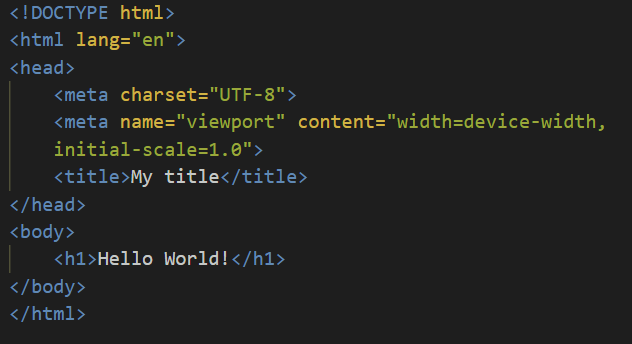 <!DOCTYPE html>
<html lang="en">
<head>
    <meta charset="UTF-8">
    <meta name="viewport" content="width=device-width,
    initial-scale=1.0">
    <title>My title</title>
</head>
<body>
    <h1>Hello World!</h1>
</body>
</html>